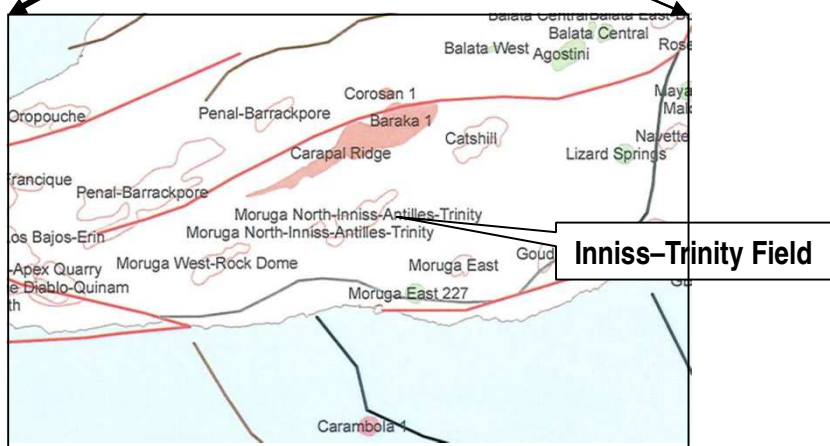 Balata Central
Balata East-
Balata Central
Balata West
Agostini
Rose
Corosan 1
Maya
Oropouche
Penal-Barrackpore
Baraka 1
Catshill
Navette
Carapal Ridge
Lizard Springs
Francique
Penal-Barrackpore
Moruga North-Inniss-Antilles-Trinity
Los Bajos-Erin
Moruga North-Inniss-Antilles-Trinity
Goud
Inniss–Trinity Field
-Apex Quarry
Moruga West-Rock Dome
Moruga East
e Diablo-Quinam
th
Moruga East 227
Carambola 1